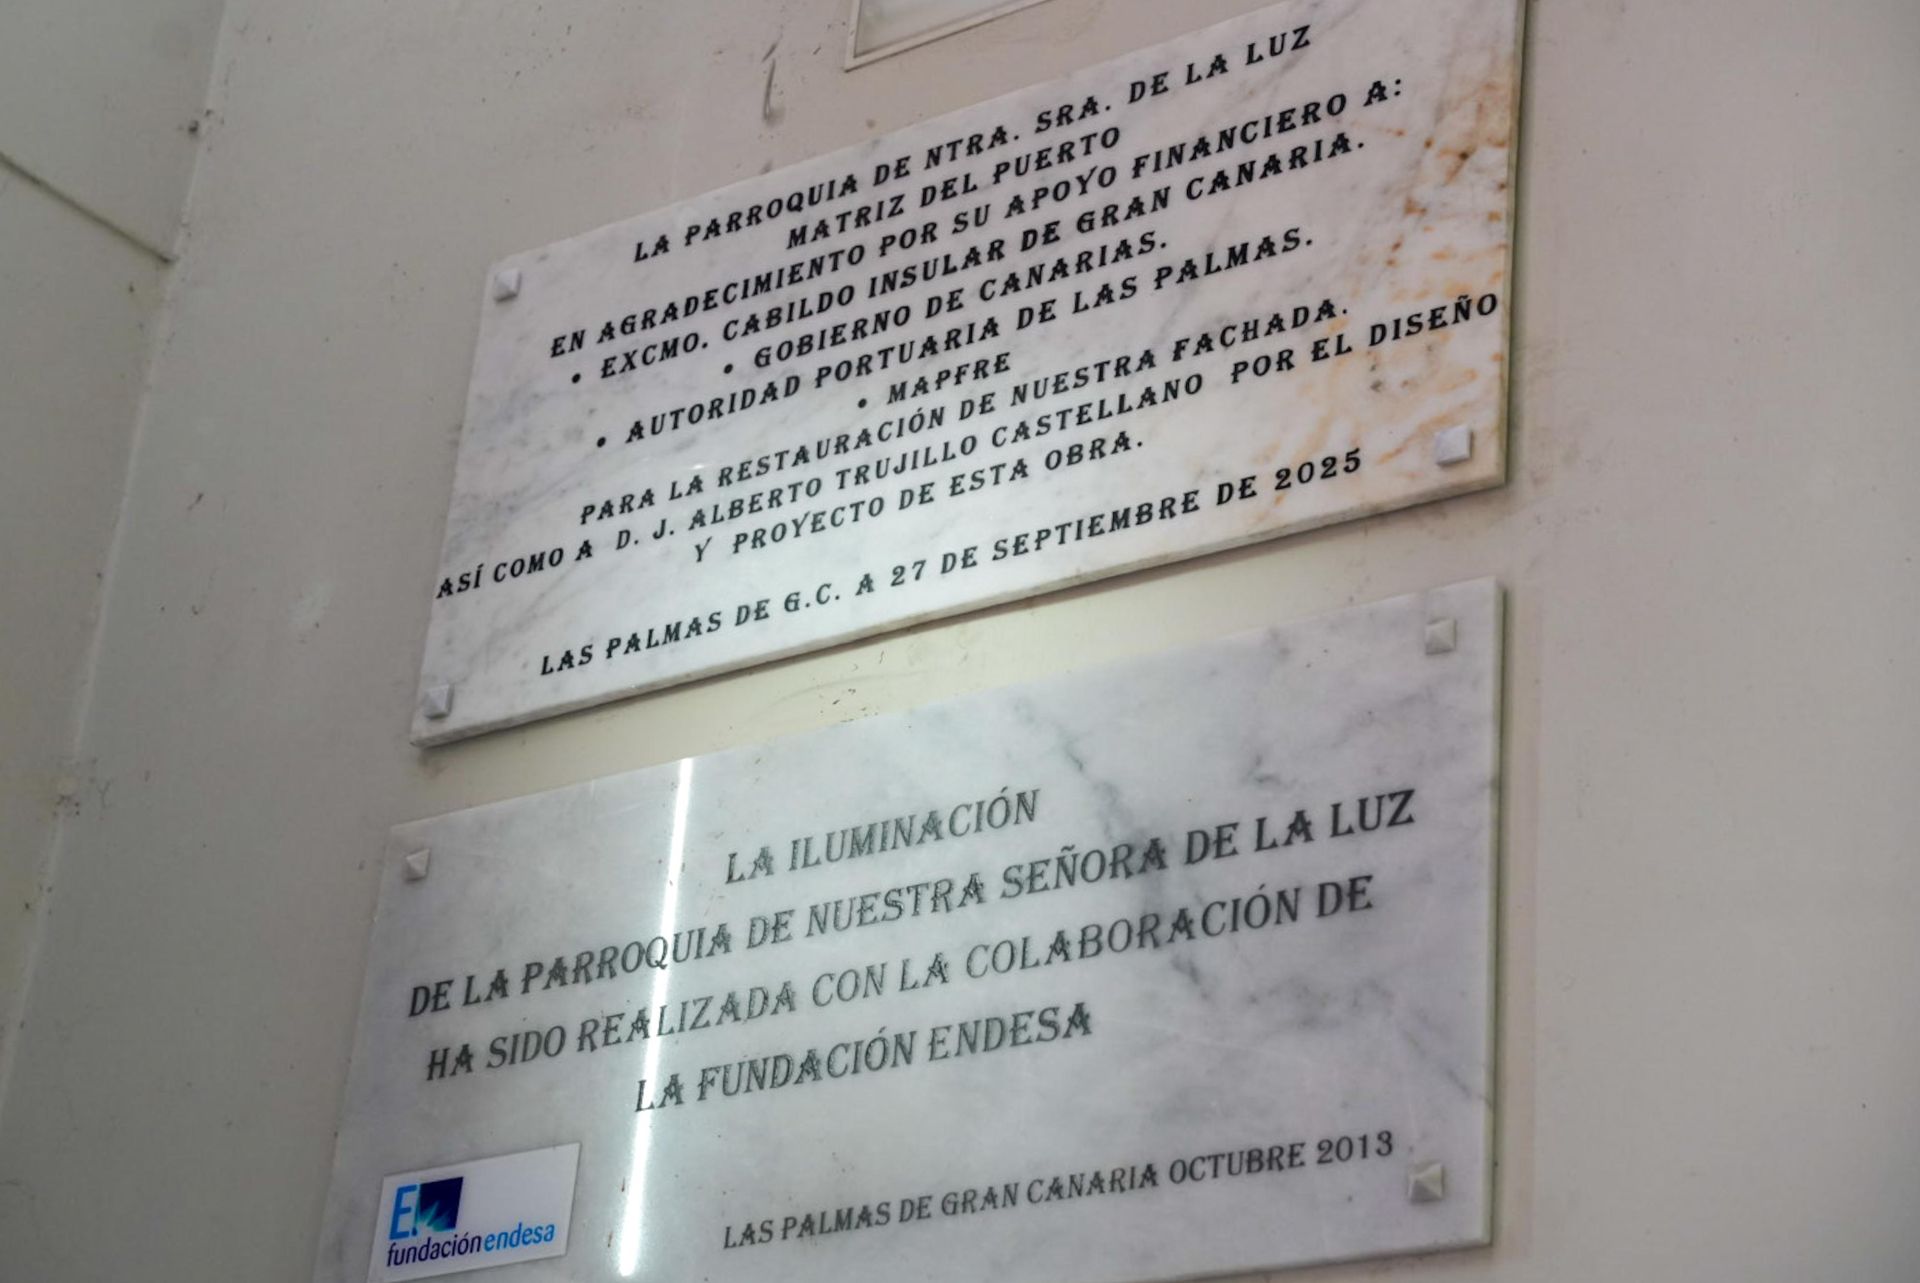 LA PARROQUIA DE NTRA. SRA. DE LA LUZ
MATRIZ DEL PUERTO
EN AGRADECIMIENTO POR SU APOYO FINANCIERO A:
• EXCMO. CABILDO INSULAR DE GRAN CANARIA.
• GOBIERNO DE CANARIAS.
• AUTORIDAD PORTUARIA DE LAS PALMAS.
• MAPFRE
PARA LA RESTAURACIÓN DE NUESTRA FACHADA.
ASÍ COMO A D. J. ALBERTO TRUJILLO CASTELLANO POR EL DISEÑO
Y PROYECTO DE ESTA OBRA.
LAS PALMAS DE G.C. A 27 DE SEPTIEMBRE DE 2025
LA ILUMINACIÓN
DE LA PARROQUIA DE NUESTRA SEÑORA DE LA LUZ
HA SIDO REALIZADA CON LA COLABORACIÓN DE
LA FUNDACIÓN ENDESA
LAS PALMAS DE GRAN CANARIA OCTUBRE 2013
E
fundaciónendesa